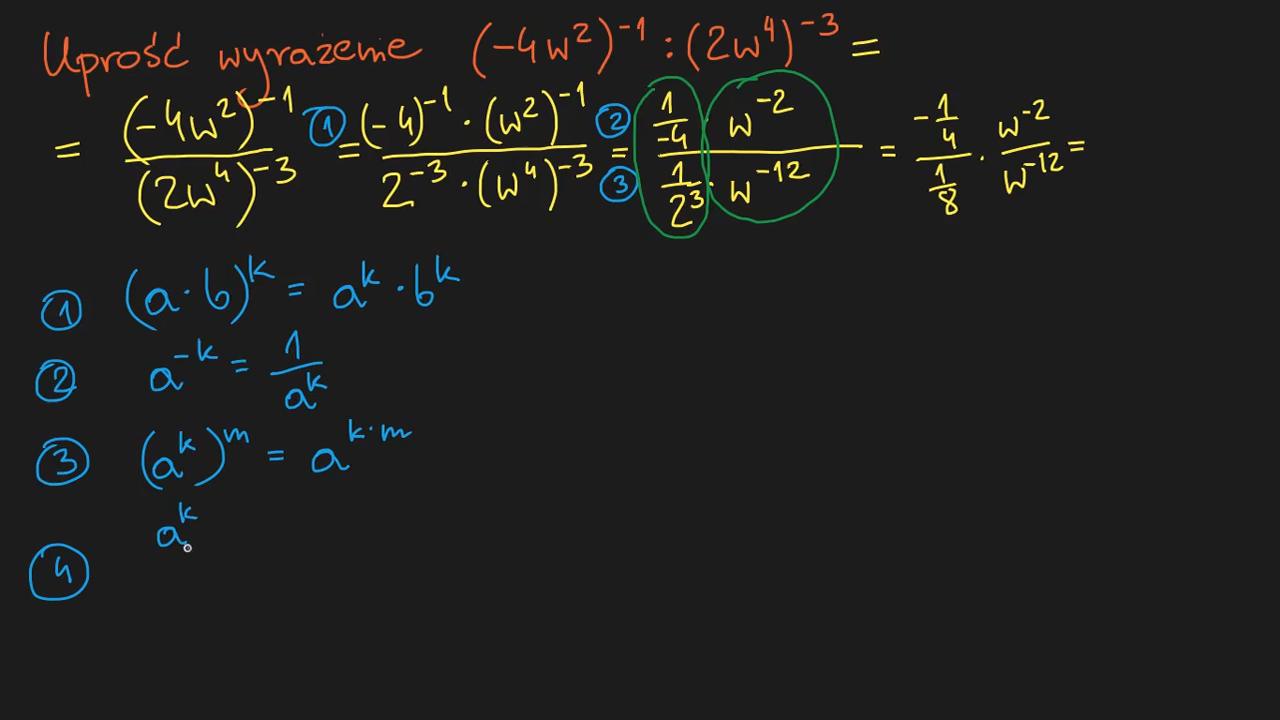 Uprość wyrażenie (-4w²)⁻¹ : (2w⁴)⁻³ =
= (-4w²)⁻¹ / (2w⁴)⁻³ ① = (-4)⁻¹ · (w²)⁻¹ / 2⁻³ · (w⁴)⁻³ ② ③ = 1/-4 · w⁻² / 1/2³ · w⁻¹² = -1/4 / 1/8 · w⁻² / w⁻¹² =
① (a · b)ᵏ = aᵏ · bᵏ
② a⁻ᵏ = 1 / aᵏ
③ (aᵏ)ᵐ = aᵏ·ᵐ
④ aᵏ